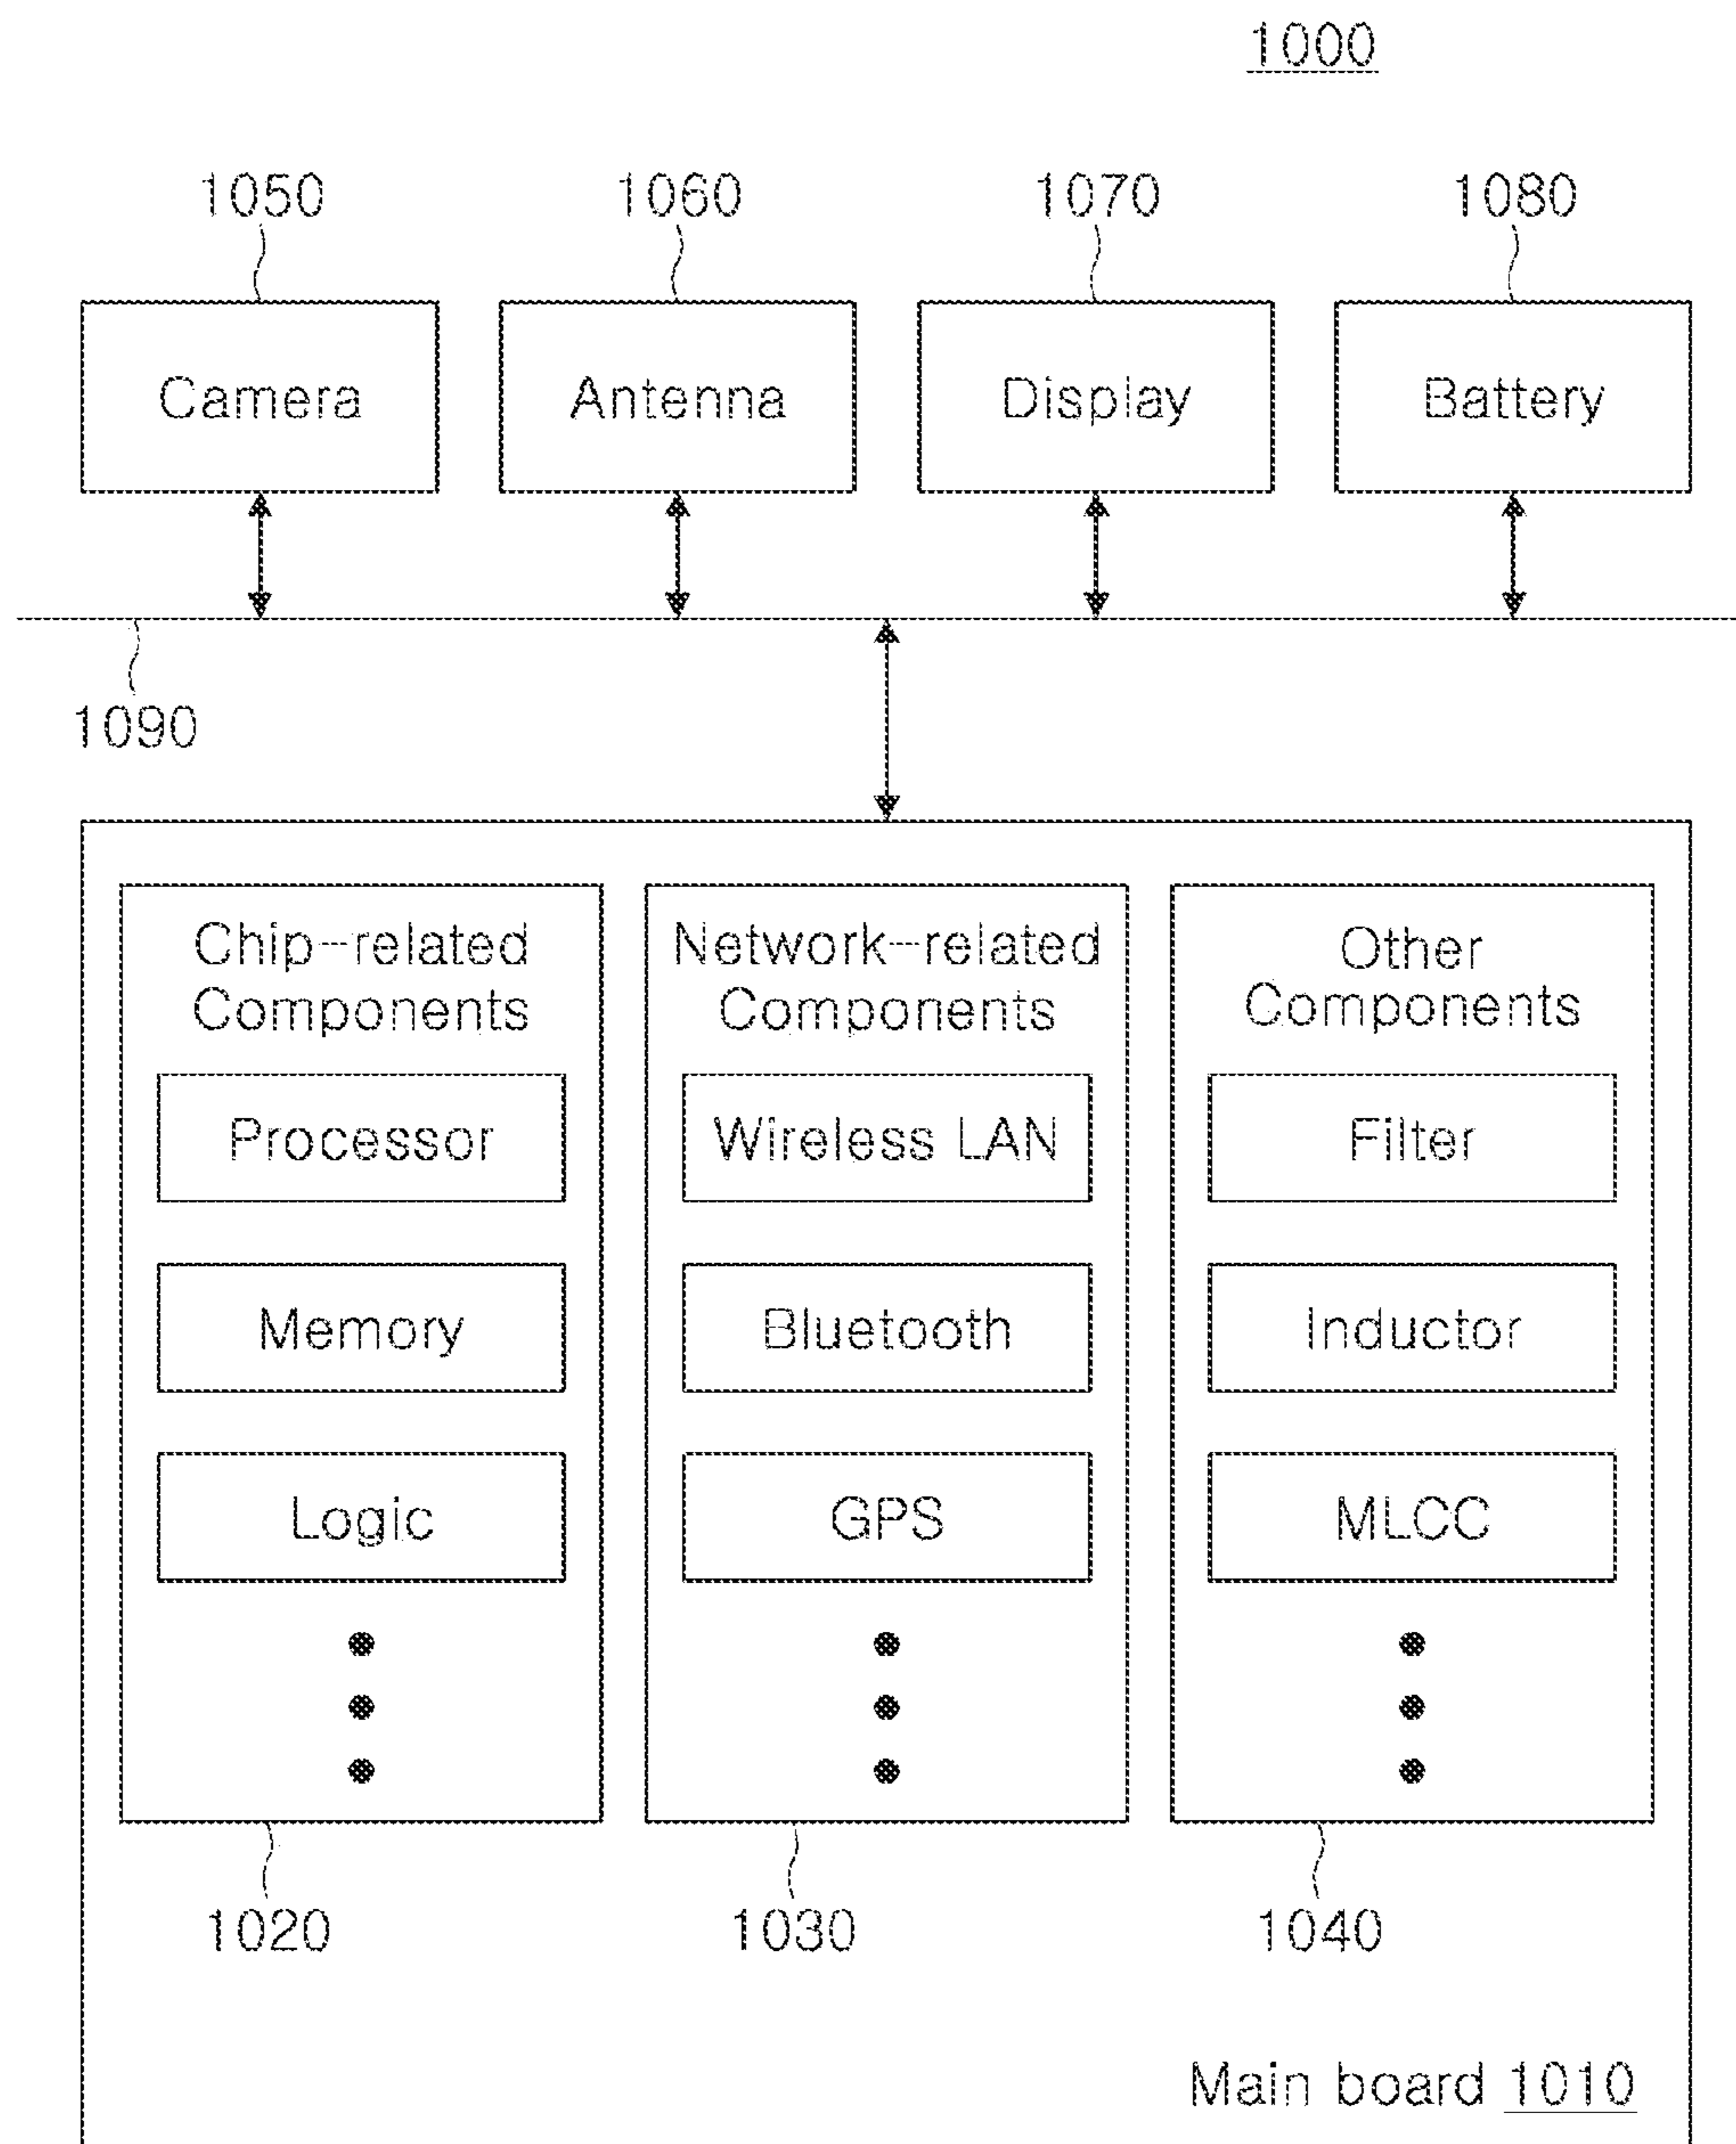 1000
1050 1060 1070 1080
Camera Antenna Display Battery
1090
Chip-related Network-related Other
Components Components Components
Processor Wireless LAN Filter
Memory Bluetooth Inductor
Logic GPS MLCC
1020 1030 1040
Main board 1010